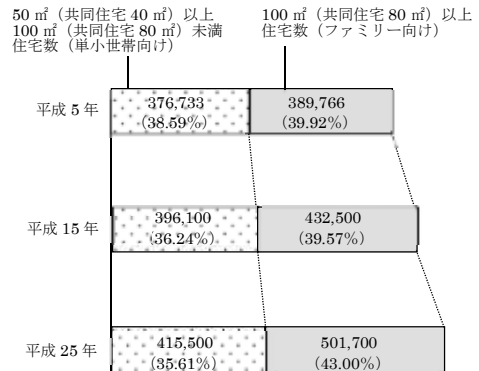 50 ㎡（共同住宅 40 ㎡）以上
100 ㎡（共同住宅 80 ㎡）未満
住宅数（単小世帯向け）
100 ㎡（共同住宅 80 ㎡）以上
住宅数（ファミリー向け）
平成 5 年
376,733
（38.59%）
389,766
（39.92%）
平成 15 年
396,100
（36.24%）
432,500
（39.57%）
平成 25 年
415,500
（35.61%）
501,700
（43.00%）